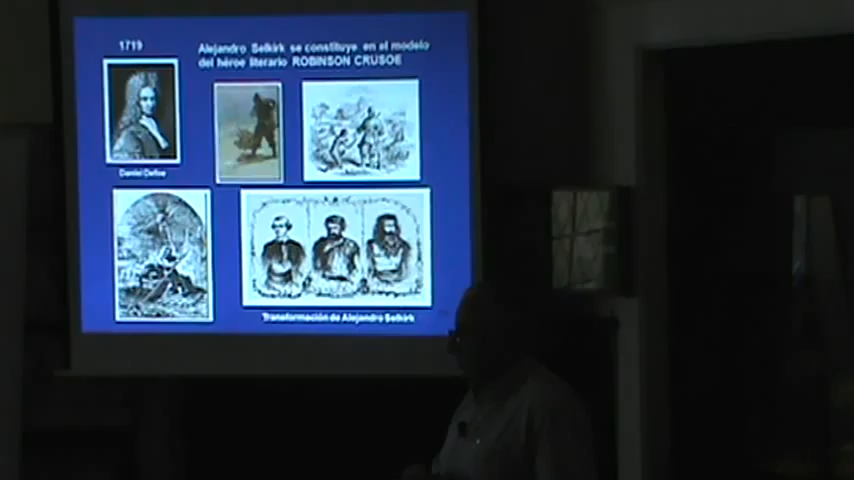 1719
Alejandro Selkirk se constituye en el modelo
del héroe literario ROBINSON CRUSOE
Daniel Defoe
Transformación de Alejandro Selkirk